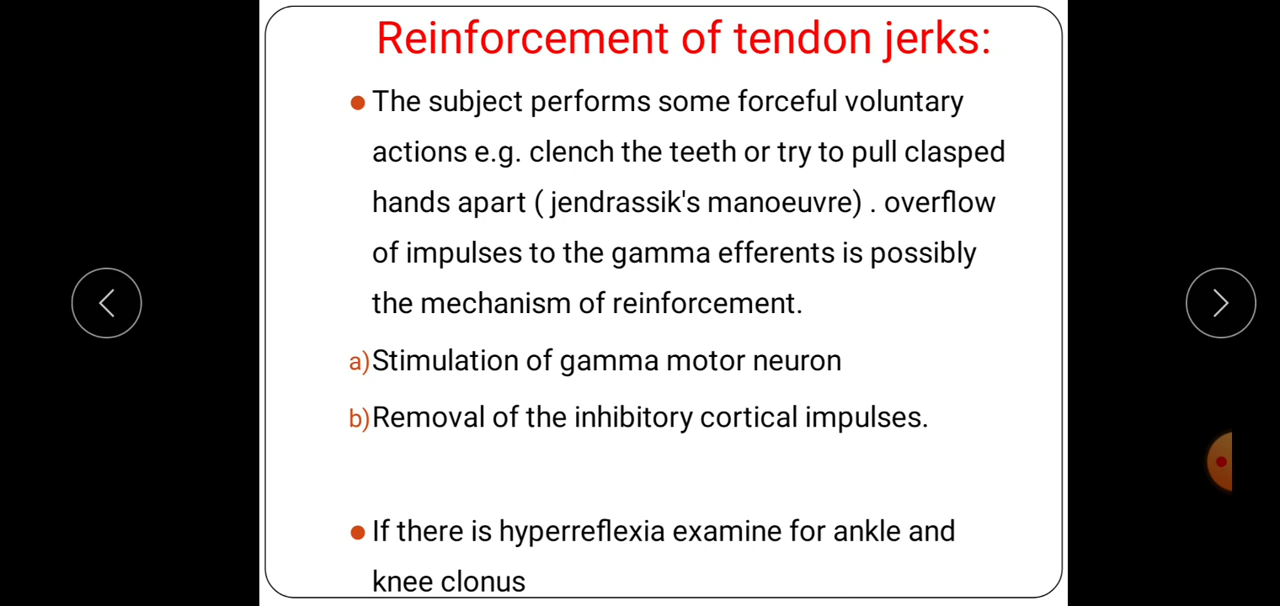 Reinforcement of tendon jerks:
● The subject performs some forceful voluntary
actions e.g. clench the teeth or try to pull clasped
hands apart ( jendrassik's manoeuvre) . overflow
of impulses to the gamma efferents is possibly
the mechanism of reinforcement.
a)Stimulation of gamma motor neuron
b)Removal of the inhibitory cortical impulses.
● If there is hyperreflexia examine for ankle and
knee clonus